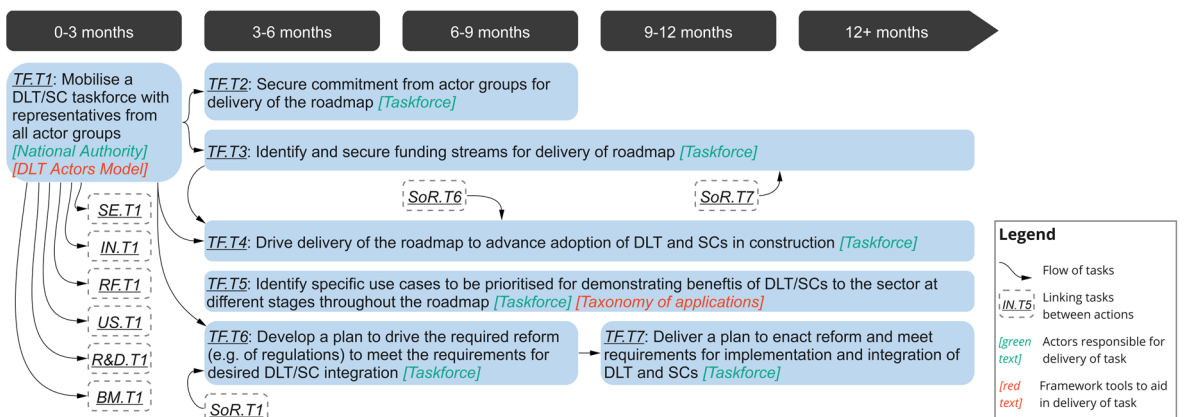 0-3 months
3-6 months
6-9 months
9-12 months
12+ months
TF.T1: Mobilise a
DLT/SC taskforce with
representatives from
all actor groups
[National Authority]
[DLT Actors Model]
TF.T2: Secure commitment from actor groups for
delivery of the roadmap [Taskforce]
TF.T3: Identify and secure funding streams for delivery of roadmap [Taskforce]
SoR.T6
SoR.T7
TF.T4: Drive delivery of the roadmap to advance adoption of DLT and SCs in construction [Taskforce]
TF.T5: Identify specific use cases to be prioritised for demonstrating beneftis of DLT/SCs to the sector at
different stages throughout the roadmap [Taskforce] [Taxonomy of applications]
TF.T6: Develop a plan to drive the required reform
(e.g. of regulations) to meet the requirements for
desired DLT/SC integration [Taskforce]
TF.T7: Deliver a plan to enact reform and meet
requirements for implementation and integration of
DLT and SCs [Taskforce]
SoR.T1
SE.T1
IN.T1
RF.T1
US.T1
R&D.T1
BM.T1
Legend
Flow of tasks
IN.T5
Linking tasks
between actions
[green
text]
Actors responsible for
delivery of task
[red
text]
Framework tools to aid
in delivery of task